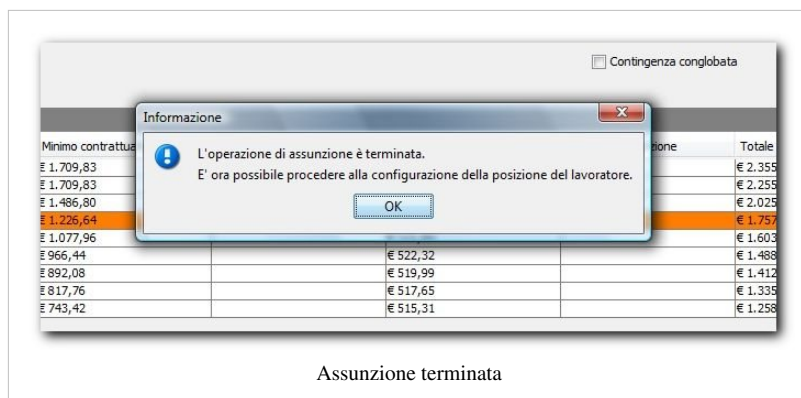 Contingenza conglobata
Informazione
L'operazione di assunzione è terminata.
E' ora possibile procedere alla configurazione della posizione del lavoratore.
OK
Minimo contrattua zione Totale
€ 1.709,83 € 2.355
€ 1.709,83 € 2.255
€ 1.486,80 € 2.025
€ 1.226,64 € 1.757
€ 1.077,96 € 1.603
€ 966,44 € 522,32 € 1.488
€ 892,08 € 519,99 € 1.412
€ 817,76 € 517,65 € 1.335
€ 743,42 € 515,31 € 1.258
Assunzione terminata